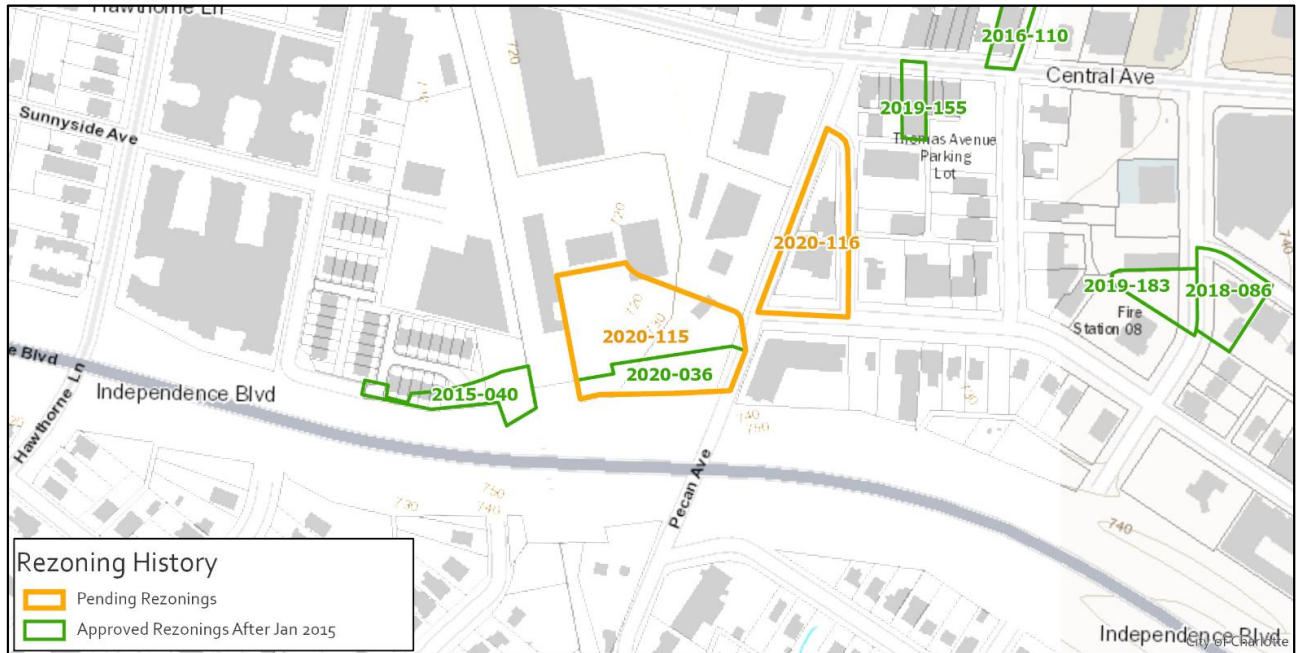 Hawthorne Ln
2016-110
Central Ave
720
2019-155
Sunnyside Ave
Thomas Avenue
Parking
Lot
720
740
2020-116
2019-183
2018-086
Fire
Station 08
720
730
2020-115
2020-036
2015-040
e Blvd
Independence Blvd
Hawthorne Ln
740
750
730
Pecan Ave
750
740
730
740
Rezoning History
Pending Rezonings
Approved Rezonings After Jan 2015
Independence Blvd
City of Charlotte